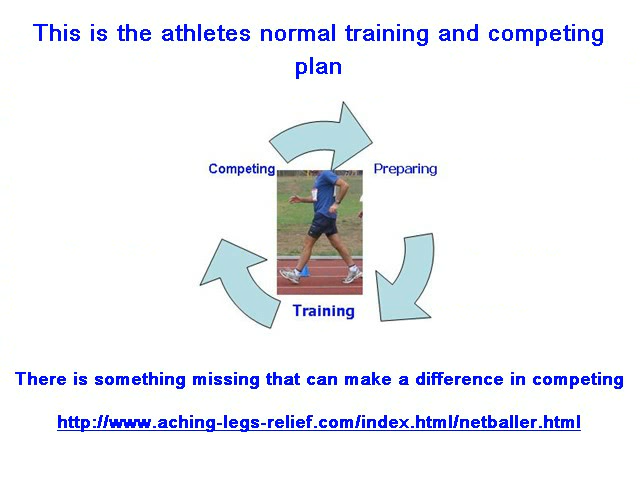 This is the athletes normal training and competing
plan
Competing
Preparing
Training
There is something missing that can make a difference in competing
http://www.aching-legs-relief.com/index.html/netballer.html